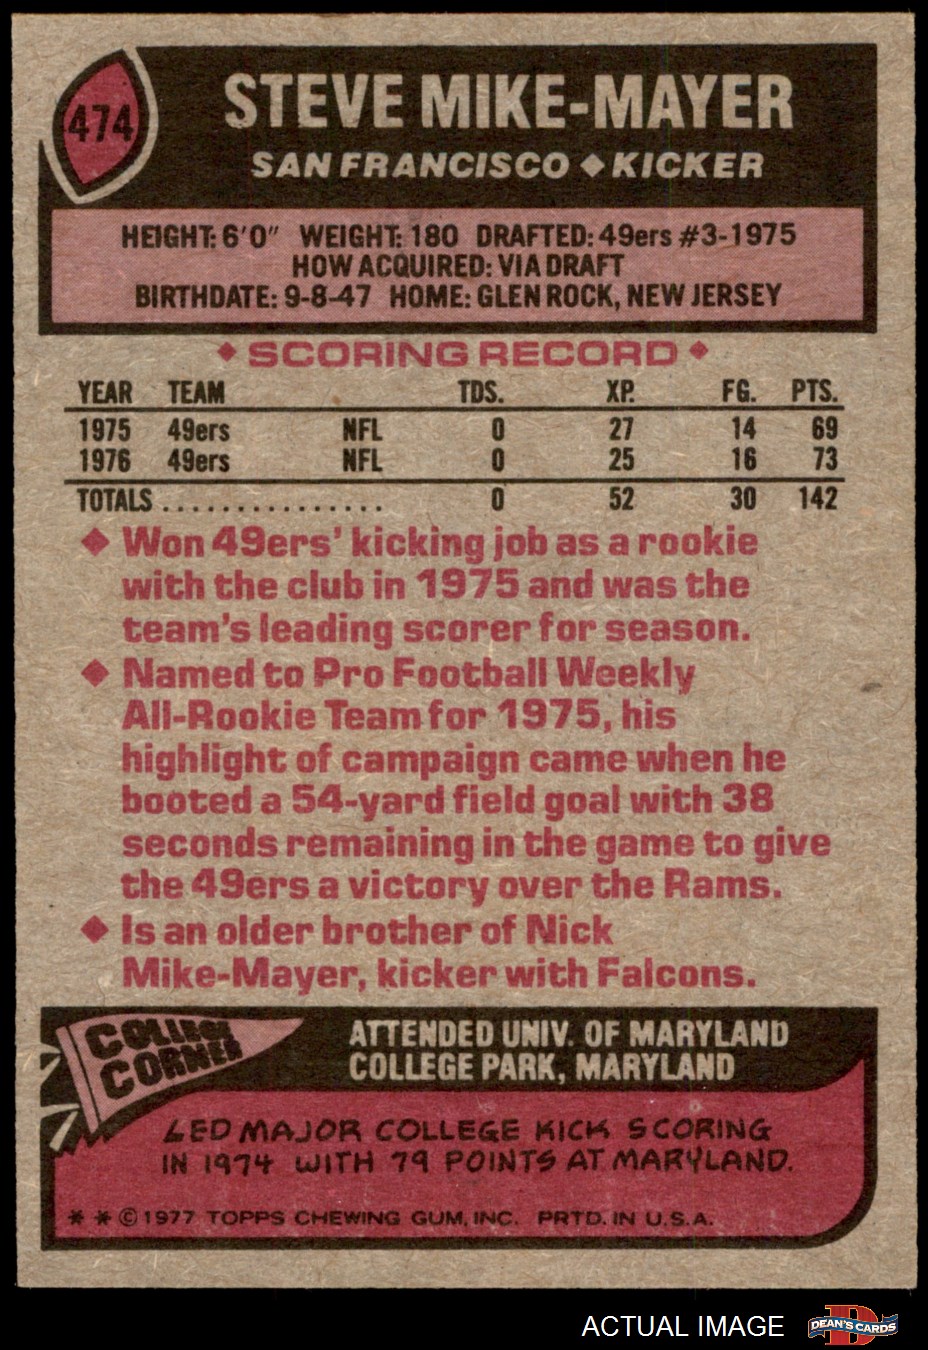 474
STEVE MIKE-MAYER
SAN FRANCISCO ◆ KICKER
HEIGHT: 6'0" WEIGHT: 180 DRAFTED: 49ers #3-1975
HOW ACQUIRED: VIA DRAFT
BIRTHDATE: 9-8-47 HOME: GLEN ROCK, NEW JERSEY
◆ SCORING RECORD ◆
YEAR TEAM TDS. XP. FG. PTS.
1975 49ers NFL 0 27 14 69
1976 49ers NFL 0 25 16 73
TOTALS ............... 0 52 30 142
◆ Won 49ers' kicking job as a rookie
with the club in 1975 and was the
team's leading scorer for season.
◆ Named to Pro Football Weekly
All-Rookie Team for 1975, his
highlight of campaign came when he
booted a 54-yard field goal with 38
seconds remaining in the game to give
the 49ers a victory over the Rams.
◆ Is an older brother of Nick
Mike-Mayer, kicker with Falcons.
COLLEGE
CORNER
ATTENDED UNIV. OF MARYLAND
COLLEGE PARK, MARYLAND
LED MAJOR COLLEGE KICK SCORING
IN 1974 WITH 79 POINTS AT MARYLAND.
* * © 1977 TOPPS CHEWING GUM, INC. PRTD. IN U.S.A.
ACTUAL IMAGE
D
DEAN'S CARDS